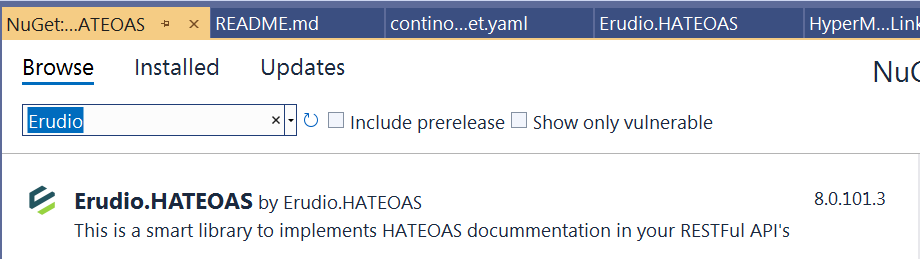 NuGet:...ATEOAS README.md contino...et.yaml Erudio.HATEOAS HyperM...Link
Browse Installed Updates NuG
Erudio Include prerelease Show only vulnerable
Erudio.HATEOAS by Erudio.HATEOAS 8.0.101.3
This is a smart library to implements HATEOAS docummentation in your RESTFul API's